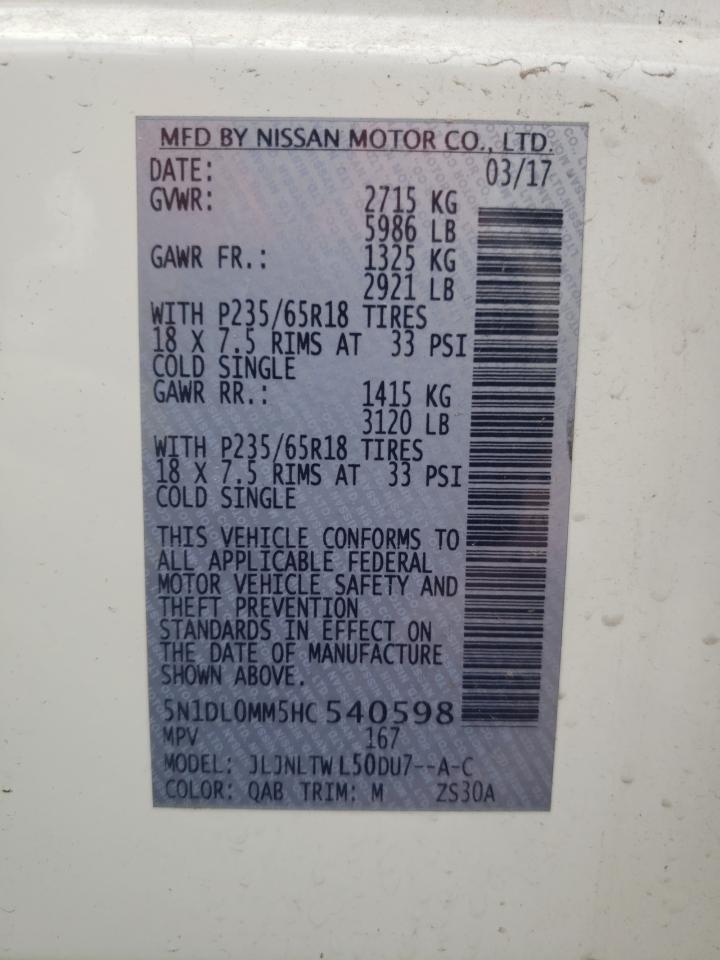 MFD BY NISSAN MOTOR CO., LTD.
DATE: 03/17
GVWR: 2715 KG
5986 LB
GAWR FR.: 1325 KG
2921 LB
WITH P235/65R18 TIRES
18 X 7.5 RIMS AT 33 PSI
COLD SINGLE
GAWR RR.: 1415 KG
3120 LB
WITH P235/65R18 TIRES
18 X 7.5 RIMS AT 33 PSI
COLD SINGLE
THIS VEHICLE CONFORMS TO
ALL APPLICABLE FEDERAL
MOTOR VEHICLE SAFETY AND
THEFT PREVENTION
STANDARDS IN EFFECT ON
THE DATE OF MANUFACTURE
SHOWN ABOVE.
5N1DL0MM5HC 540598
MPV 167
MODEL: JLJNLTWL50DU7--A-C
COLOR: QAB TRIM: M ZS30A